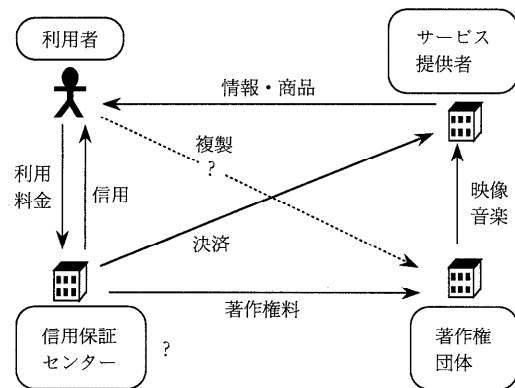 利用者
サービス
提供者
情報・商品
複製
?
利用
料金
信用
映像
音楽
決済
著作権料
信用保証
センター
?
著作権
団体